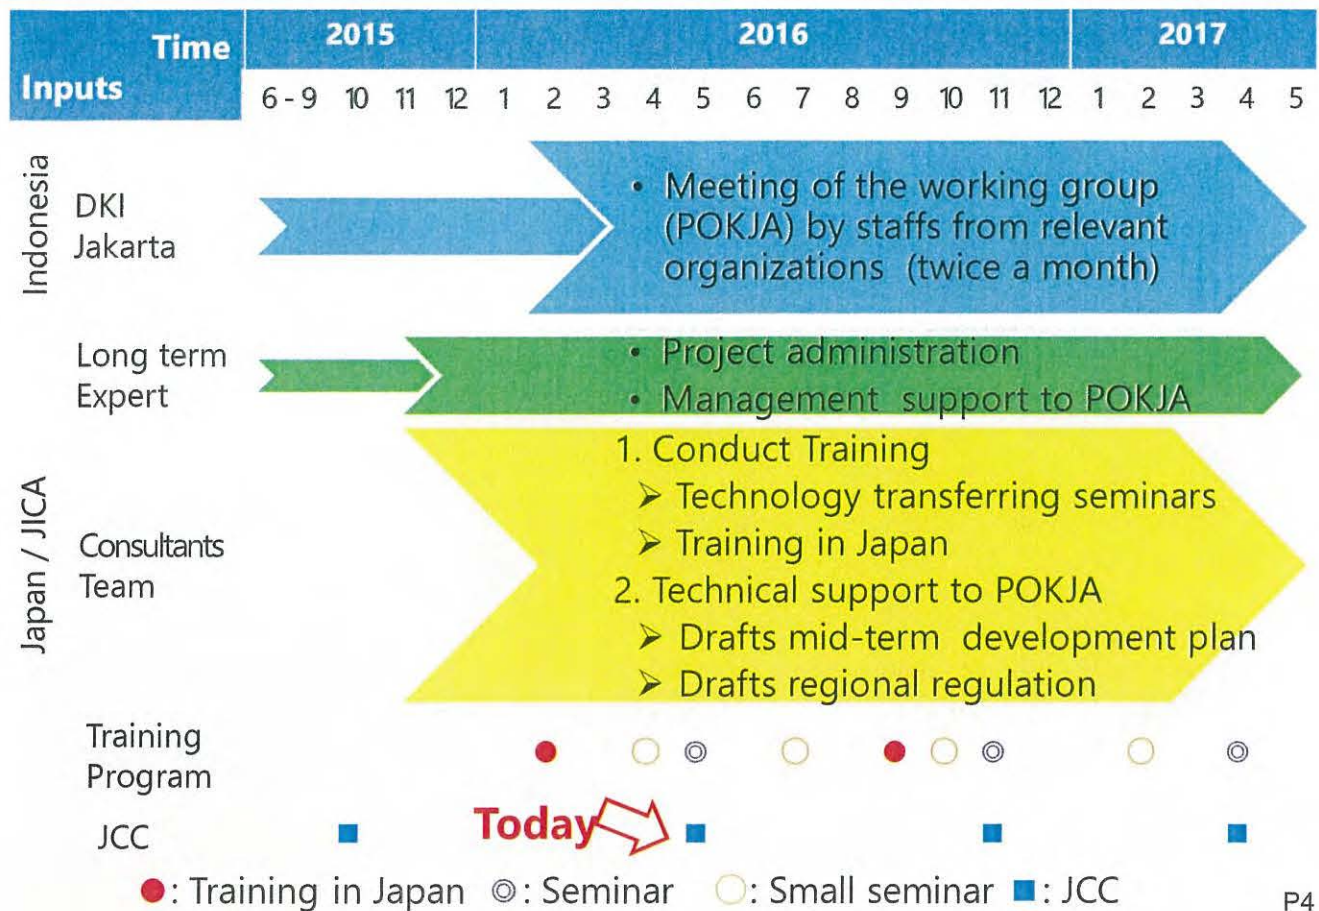 Time
Inputs
2015 2016 2017
6 - 9 10 11 12 1 2 3 4 5 6 7 8 9 10 11 12 1 2 3 4 5
Indonesia
DKI
Jakarta
• Meeting of the working group
(POKJA) by staffs from relevant
organizations (twice a month)
Japan / JICA
Long term
Expert
• Project administration
• Management support to POKJA
Consultants
Team
1. Conduct Training
➢ Technology transferring seminars
➢ Training in Japan
2. Technical support to POKJA
➢ Drafts mid-term development plan
➢ Drafts regional regulation
Training
Program
JCC
Today
: Training in Japan : Seminar : Small seminar : JCC
P4